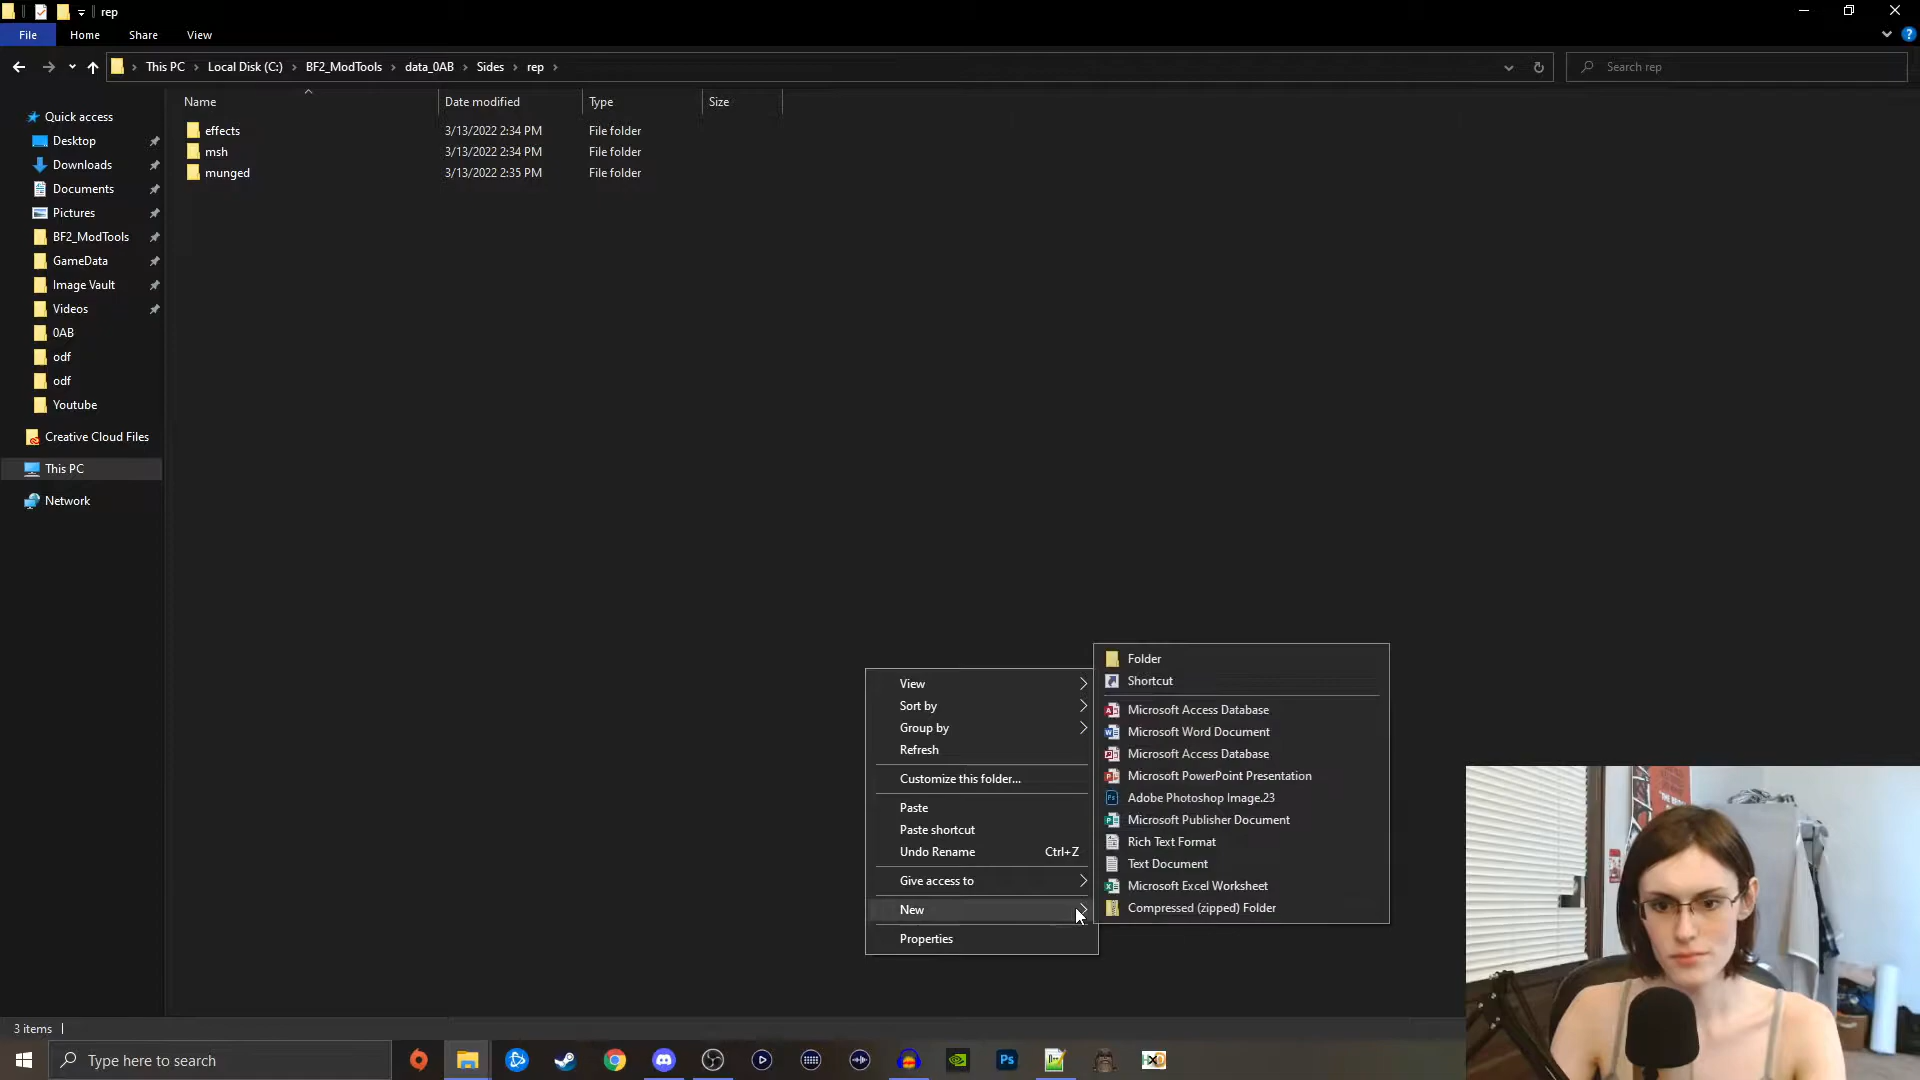 rep
File Home Share View
This PC Local Disk (C:) BF2_ModTools data_0AB Sides rep
Search rep
Name Date modified Type Size
effects 3/13/2022 2:34 PM File folder
msh 3/13/2022 2:34 PM File folder
munged 3/13/2022 2:35 PM File folder
Quick access
Desktop
Downloads
Documents
Pictures
BF2_ModTools
GameData
Image Vault
Videos
0AB
odf
odf
Youtube
Creative Cloud Files
This PC
Network
View
Sort by
Group by
Refresh
Customize this folder...
Paste
Paste shortcut
Undo Rename Ctrl+Z
Give access to
New
Properties
Folder
Shortcut
Microsoft Access Database
Microsoft Word Document
Microsoft Access Database
Microsoft PowerPoint Presentation
Adobe Photoshop Image.23
Microsoft Publisher Document
Rich Text Format
Text Document
Microsoft Excel Worksheet
Compressed (zipped) Folder
3 items
Type here to search
Ps